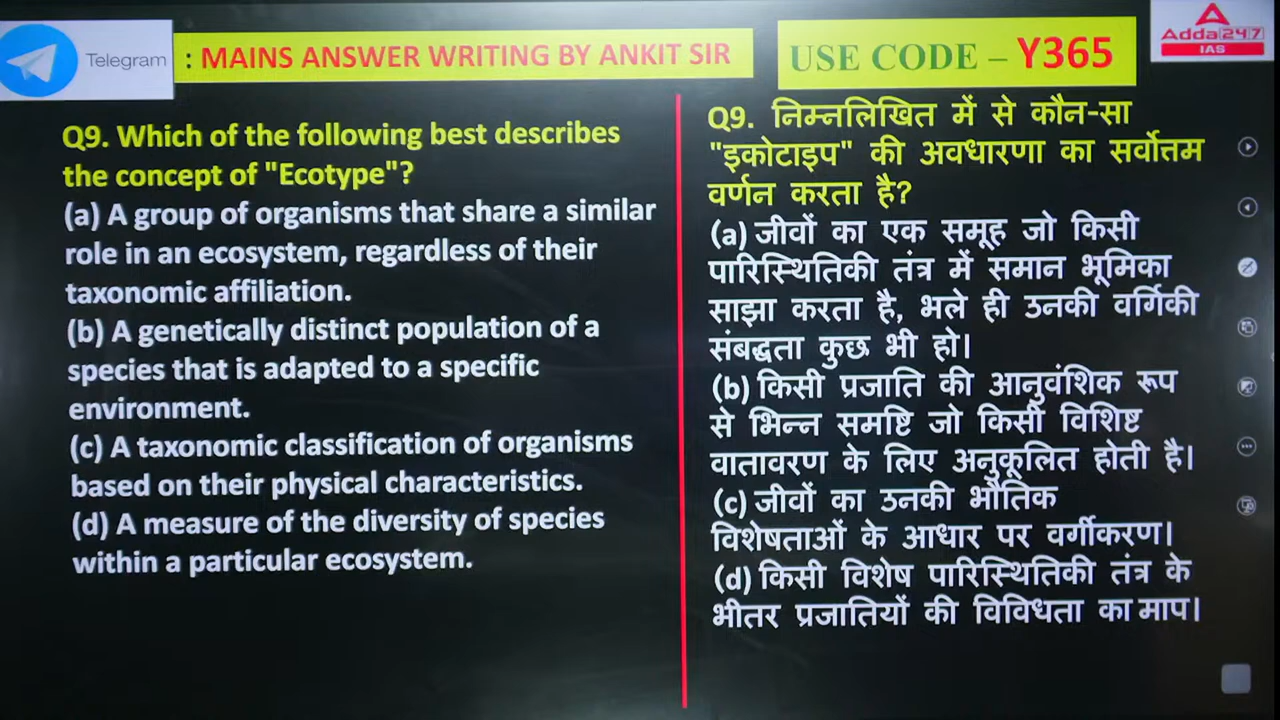 Telegram
: MAINS ANSWER WRITING BY ANKIT SIR
USE CODE – Y365
Adda 247
IAS
Q9. Which of the following best describes
the concept of "Ecotype"?
(a) A group of organisms that share a similar
role in an ecosystem, regardless of their
taxonomic affiliation.
(b) A genetically distinct population of a
species that is adapted to a specific
environment.
(c) A taxonomic classification of organisms
based on their physical characteristics.
(d) A measure of the diversity of species
within a particular ecosystem.
Q9. निम्नलिखित में से कौन-सा
"इकोटाइप" की अवधारणा का सर्वोत्तम
वर्णन करता है?
(a) जीवों का एक समूह जो किसी
पारिस्थितिकी तंत्र में समान भूमिका
साझा करता है, भले ही उनकी वर्गिकी
संबद्धता कुछ भी हो।
(b) किसी प्रजाति की आनुवंशिक रूप
से भिन्न समष्टि जो किसी विशिष्ट
वातावरण के लिए अनुकूलित होती है।
(c) जीवों का उनकी भौतिक
विशेषताओं के आधार पर वर्गीकरण।
(d) किसी विशेष पारिस्थितिकी तंत्र के
भीतर प्रजातियों की विविधता का माप।